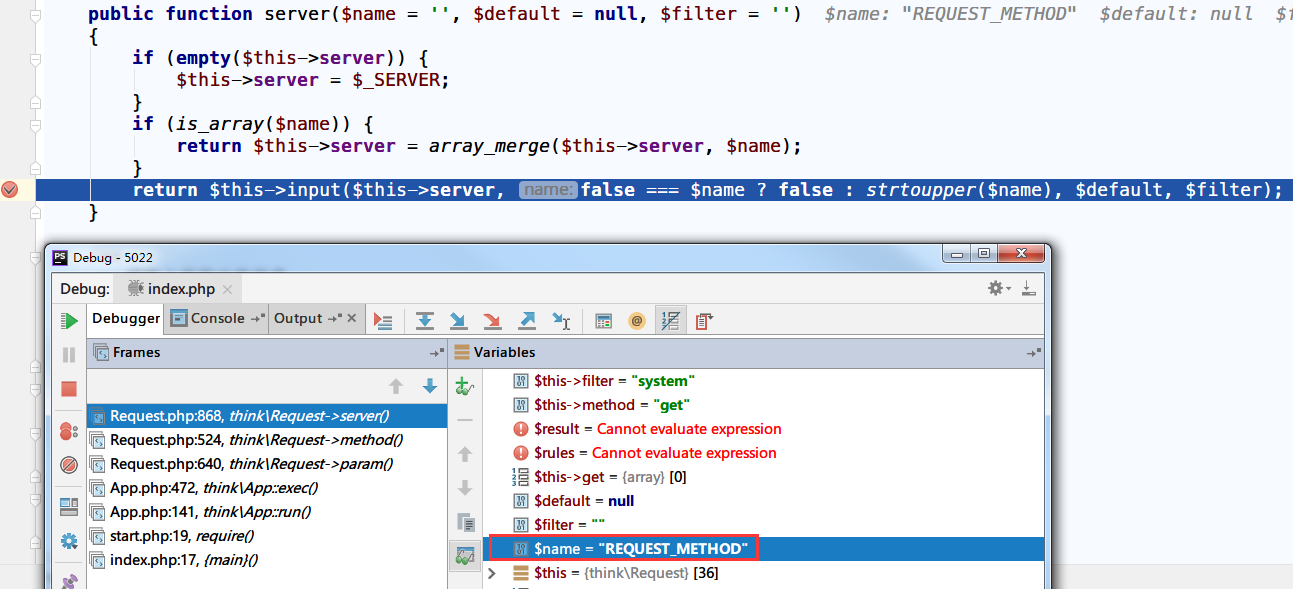 public function server($name = '', $default = null, $filter = '')  $name: "REQUEST_METHOD"  $default: null
{
if (empty($this->server)) {
$this->server = $_SERVER;
}
if (is_array($name)) {
return $this->server = array_merge($this->server, $name);
}
return $this->input($this->server, name: false === $name ? false : strtoupper($name), $default, $filter);
}
PS Debug - 5022
Debug: index.php
Debugger Console Output
Frames
Request.php:868, think\Request->server()
Request.php:524, think\Request->method()
Request.php:640, think\Request->param()
App.php:472, think\App::exec()
App.php:141, think\App::run()
start.php:19, require()
index.php:17, {main}()
Variables
$this->filter = "system"
$this->method = "get"
$result = Cannot evaluate expression
$rules = Cannot evaluate expression
$this->get = {array} [0]
$default = null
$filter = ""
$name = "REQUEST_METHOD"
$this = {think\Request} [36]